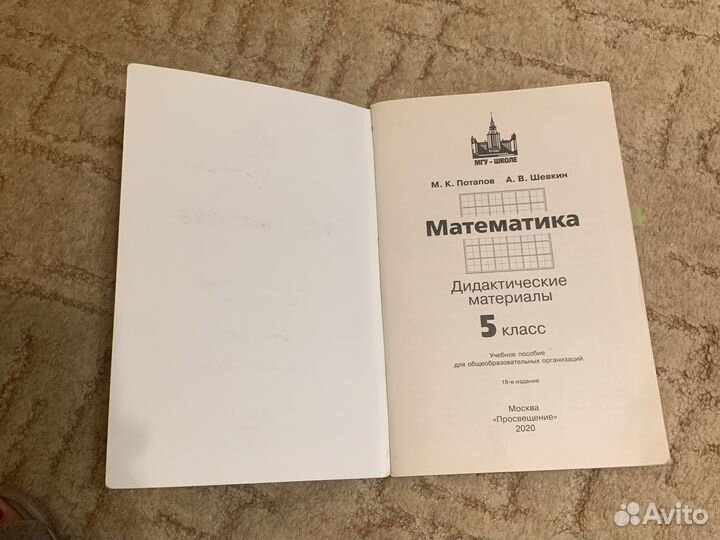 МГУ - ШКОЛЕ
М. К. Потапов А. В. Шевкин
Математика
Дидактические
материалы
5 класс
Учебное пособие
для общеобразовательных организаций
18-е издание
Москва
«Просвещение»
2020
Avito